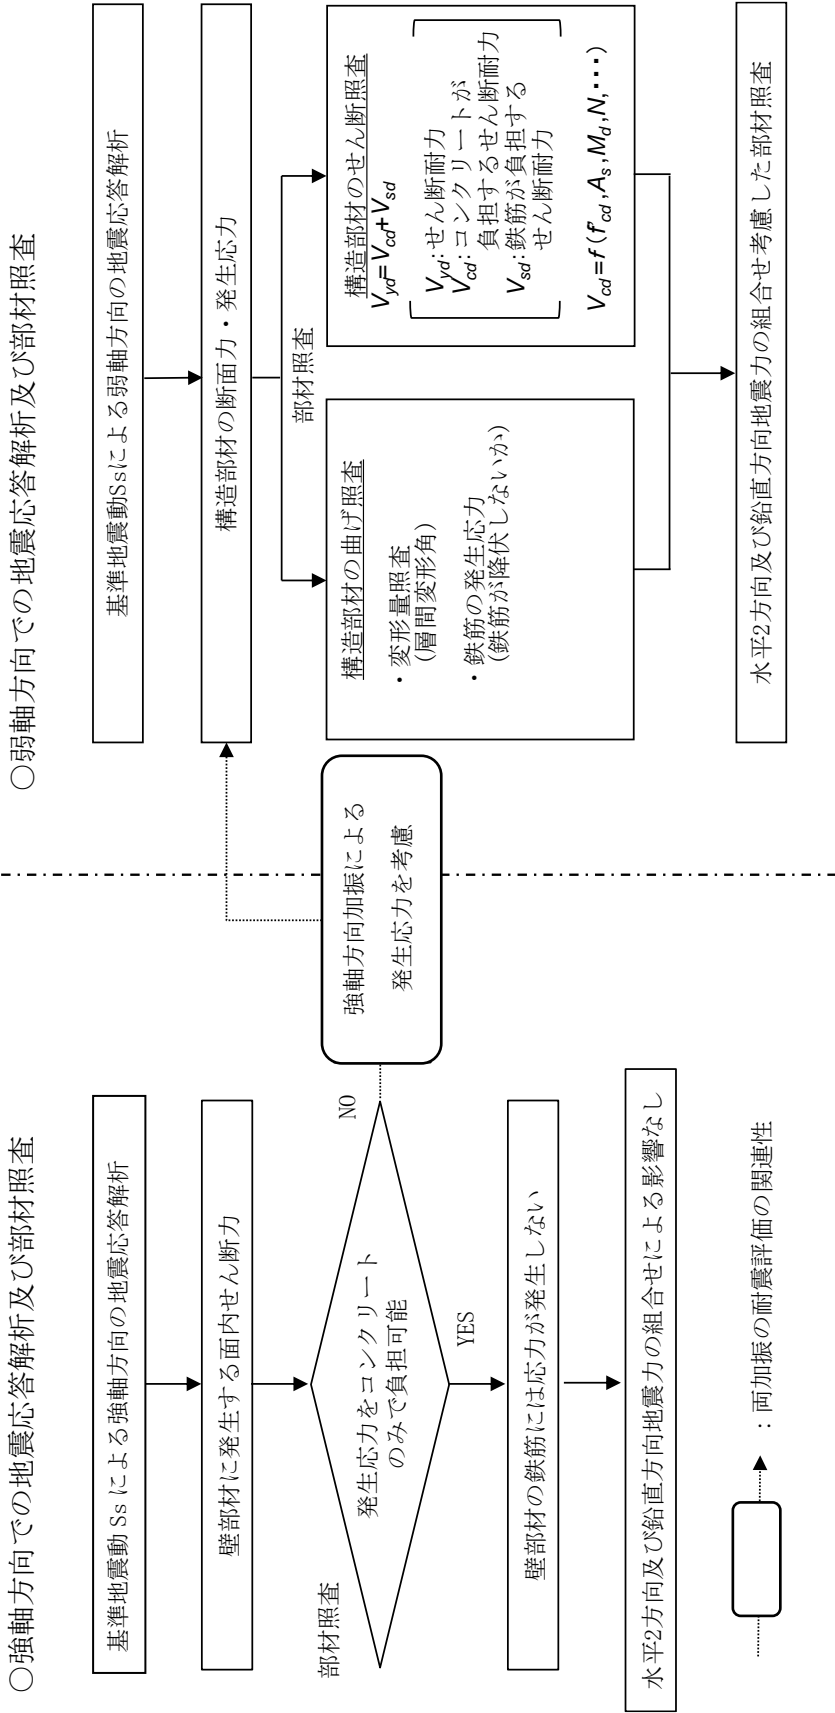 ○強軸方向での地震応答解析及び部材照査
基準地震動 Ss による強軸方向の地震応答解析
壁部材に発生する面内せん断力
部材照査
発生応力をコンクリート
のみで負担可能
NO
YES
壁部材の鉄筋には応力が発生しない
水平2方向及び鉛直方向地震力の組合せによる影響なし
：両加振の耐震評価の関連性
強軸方向加振による
発生応力を考慮
○弱軸方向での地震応答解析及び部材照査
基準地震動Ssによる弱軸方向の地震応答解析
構造部材の断面力・発生応力
部材照査
構造部材の曲げ照査
・変形量照査
(層間変形角)
・鉄筋の発生応力
(鉄筋が降伏しないか)
構造部材のせん断照査
Vyd=Vcd+Vsd
Vyd:せん断耐力
Vcd:コンクリートが
負担するせん断耐力
Vsd:鉄筋が負担する
せん断耐力
Vcd=f(f'cd,As,Md,N,･･･)
水平2方向及び鉛直方向地震力の組合せ考慮した部材照査